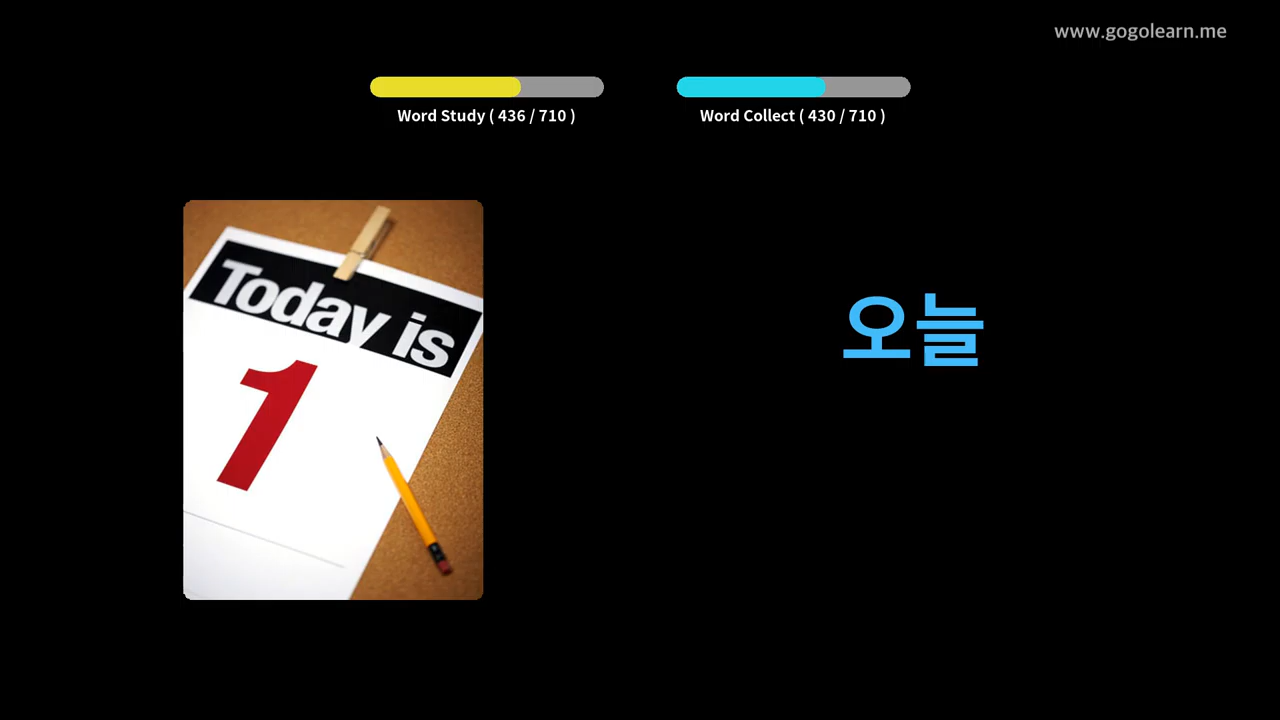 www.gogolearn.me
Word Study ( 436 / 710 )
Word Collect ( 430 / 710 )
Today is
1
오늘